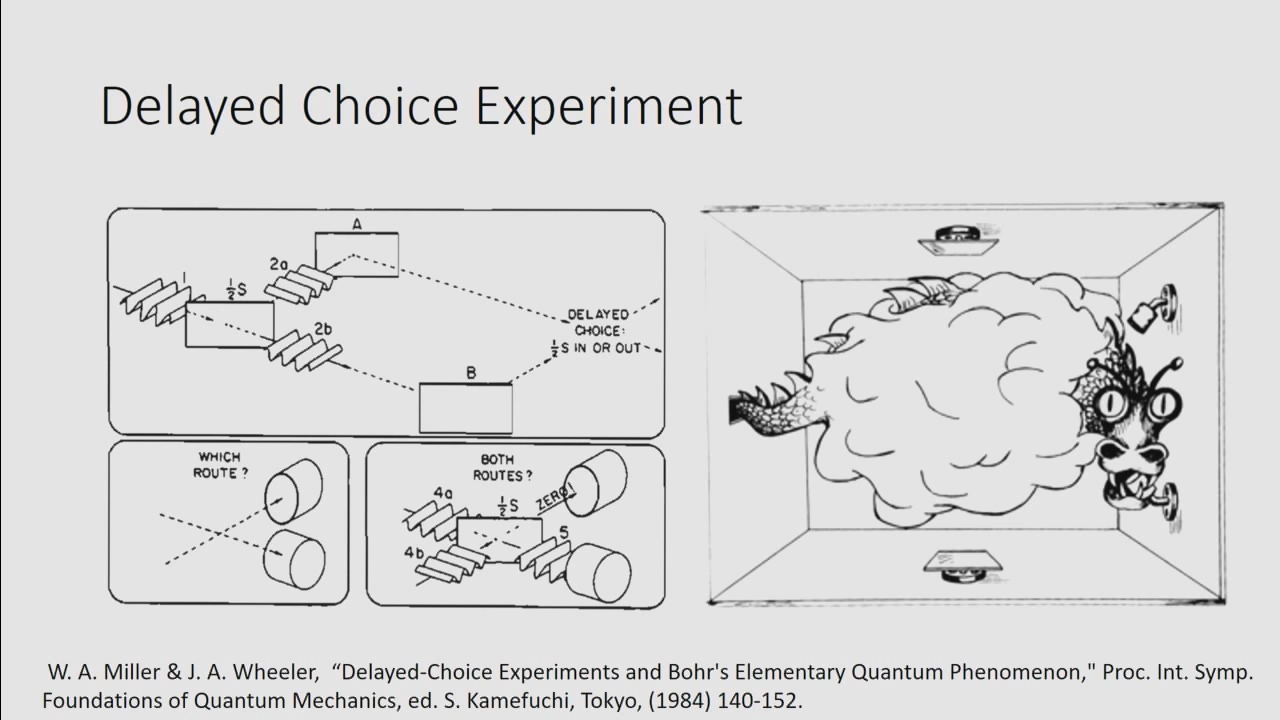 Delayed Choice Experiment
A
1
½S
2a
2b
DELAYED
CHOICE:
½S IN OR OUT
B
WHICH
ROUTE?
BOTH
ROUTES?
4a
½S
ZERO!
4b
5
W. A. Miller & J. A. Wheeler, “Delayed-Choice Experiments and Bohr's Elementary Quantum Phenomenon," Proc. Int. Symp.
Foundations of Quantum Mechanics, ed. S. Kamefuchi, Tokyo, (1984) 140-152.